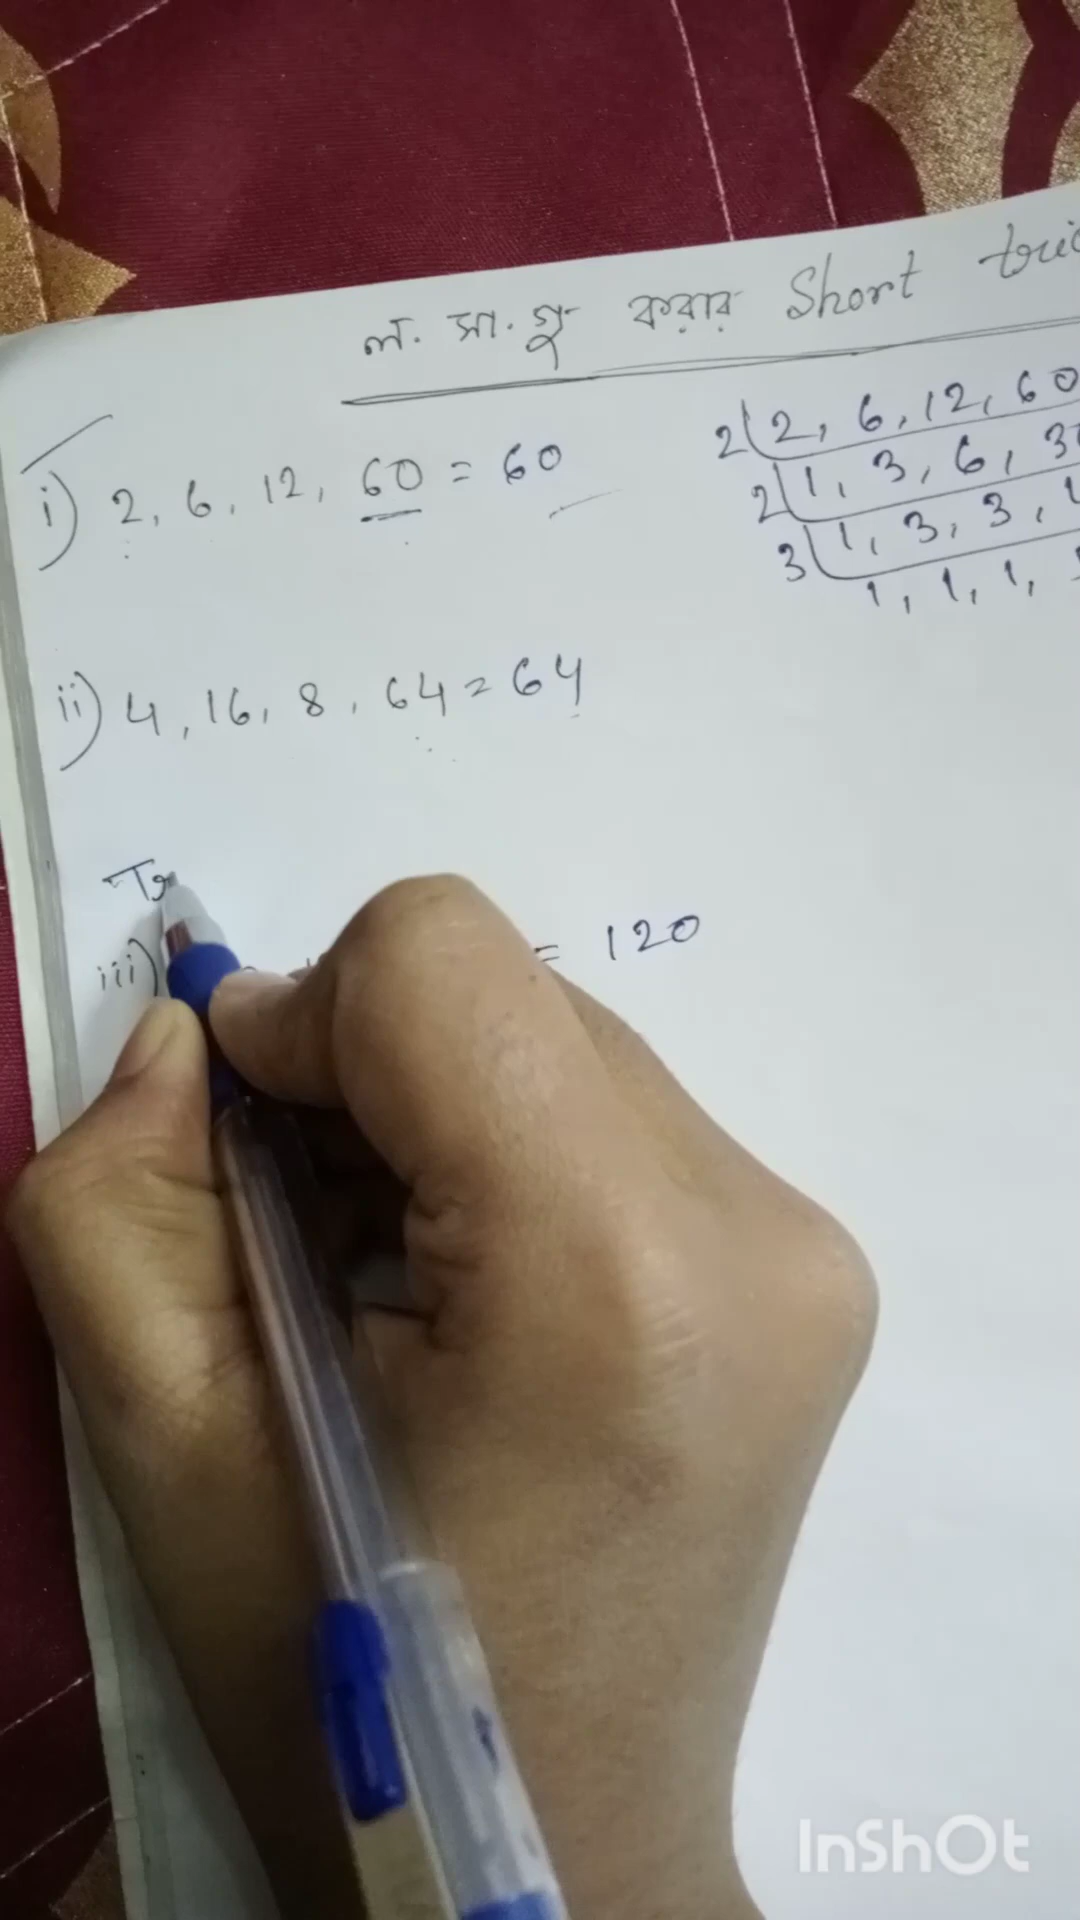 ল. সা. গু করার Short
i) 2, 6, 12, 60 = 60
2 2, 6, 12, 60
2 1, 3, 6, 3
3 1, 3, 3,
1, 1, 1,
ii) 4, 16, 8, 64 = 64
iii) = 120
InShOt